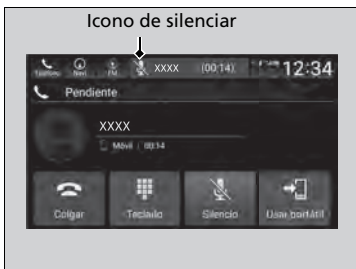 Icono de silenciar
Teléfono Navi FM XXXX (00:14) 12:34
Pendiente
XXXX
Móvil 00:14
Colgar Teclado Silencio Usar portátil